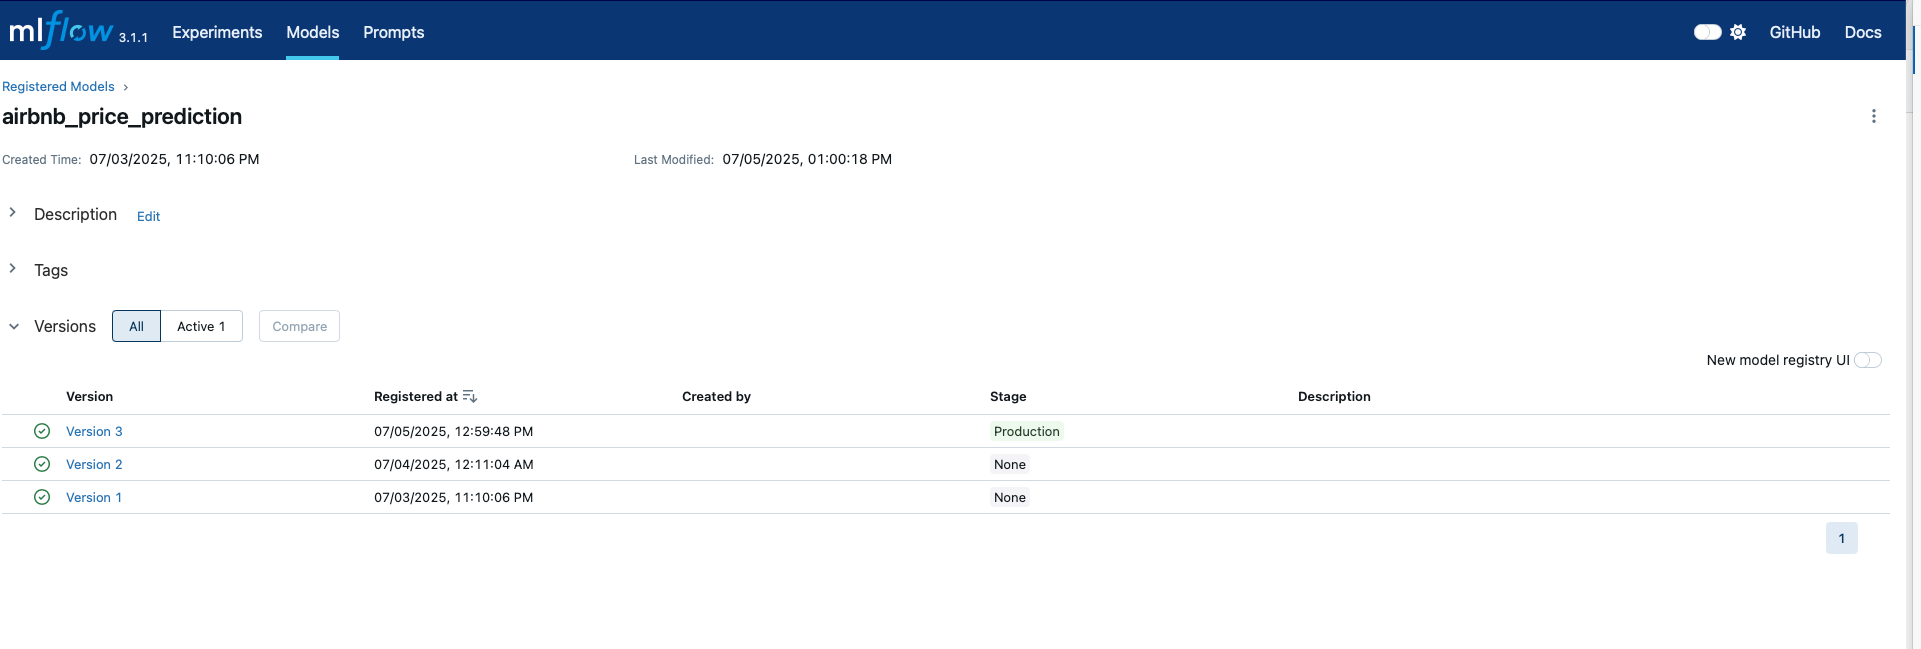 mlflow 3.1.1 Experiments Models Prompts GitHub Docs
Registered Models
airbnb_price_prediction
Created Time: 07/03/2025, 11:10:06 PM Last Modified: 07/05/2025, 01:00:18 PM
Description Edit
Tags
Versions All Active 1 Compare
New model registry UI
Version Registered at Created by Stage Description
Version 3 07/05/2025, 12:59:48 PM Production
Version 2 07/04/2025, 12:11:04 AM None
Version 1 07/03/2025, 11:10:06 PM None
1